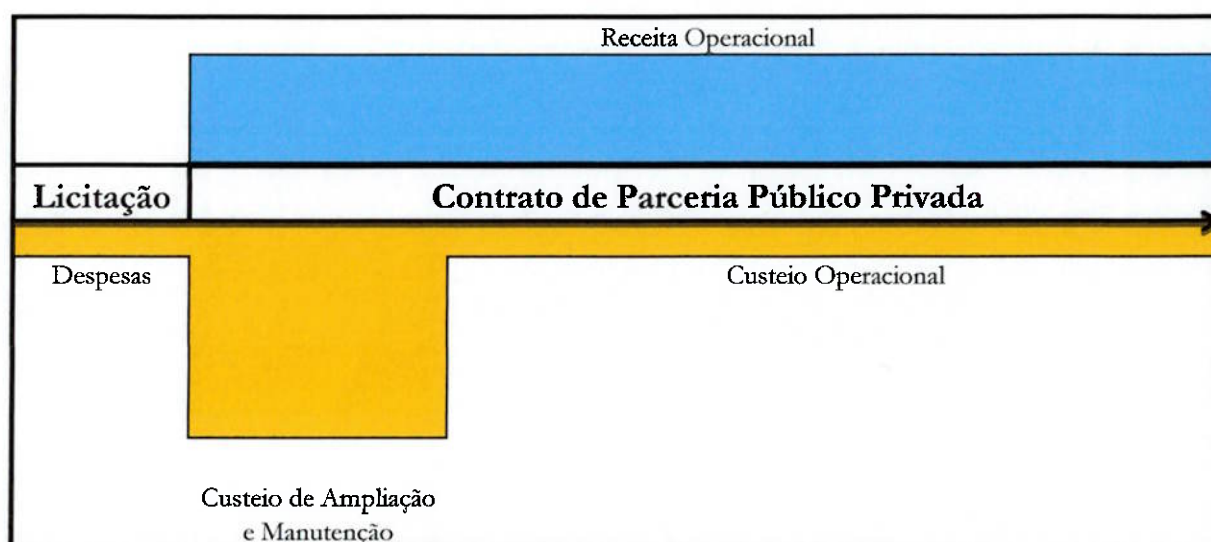 Receita Operacional
Licitação
Contrato de Parceria Público Privada
Despesas
Custeio Operacional
Custeio de Ampliação
e Manutenção